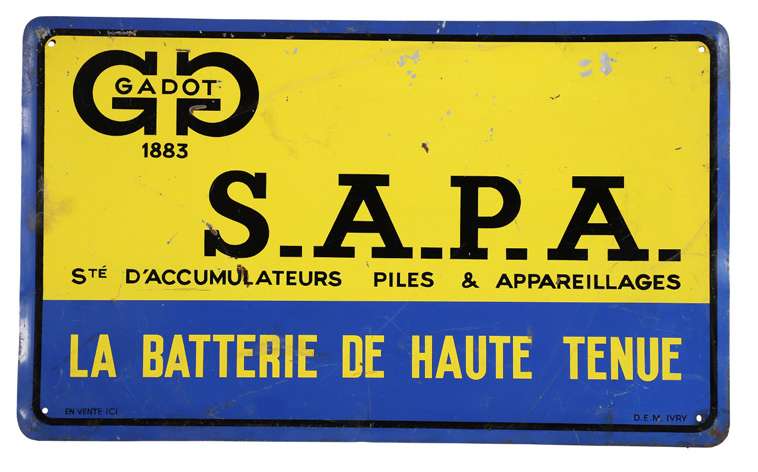 GADOT
1883
S.A.P.A.
STÉ D'ACCUMULATEURS PILES & APPAREILLAGES
LA BATTERIE DE HAUTE TENUE
EN VENTE ICI D.E.M. IVRY